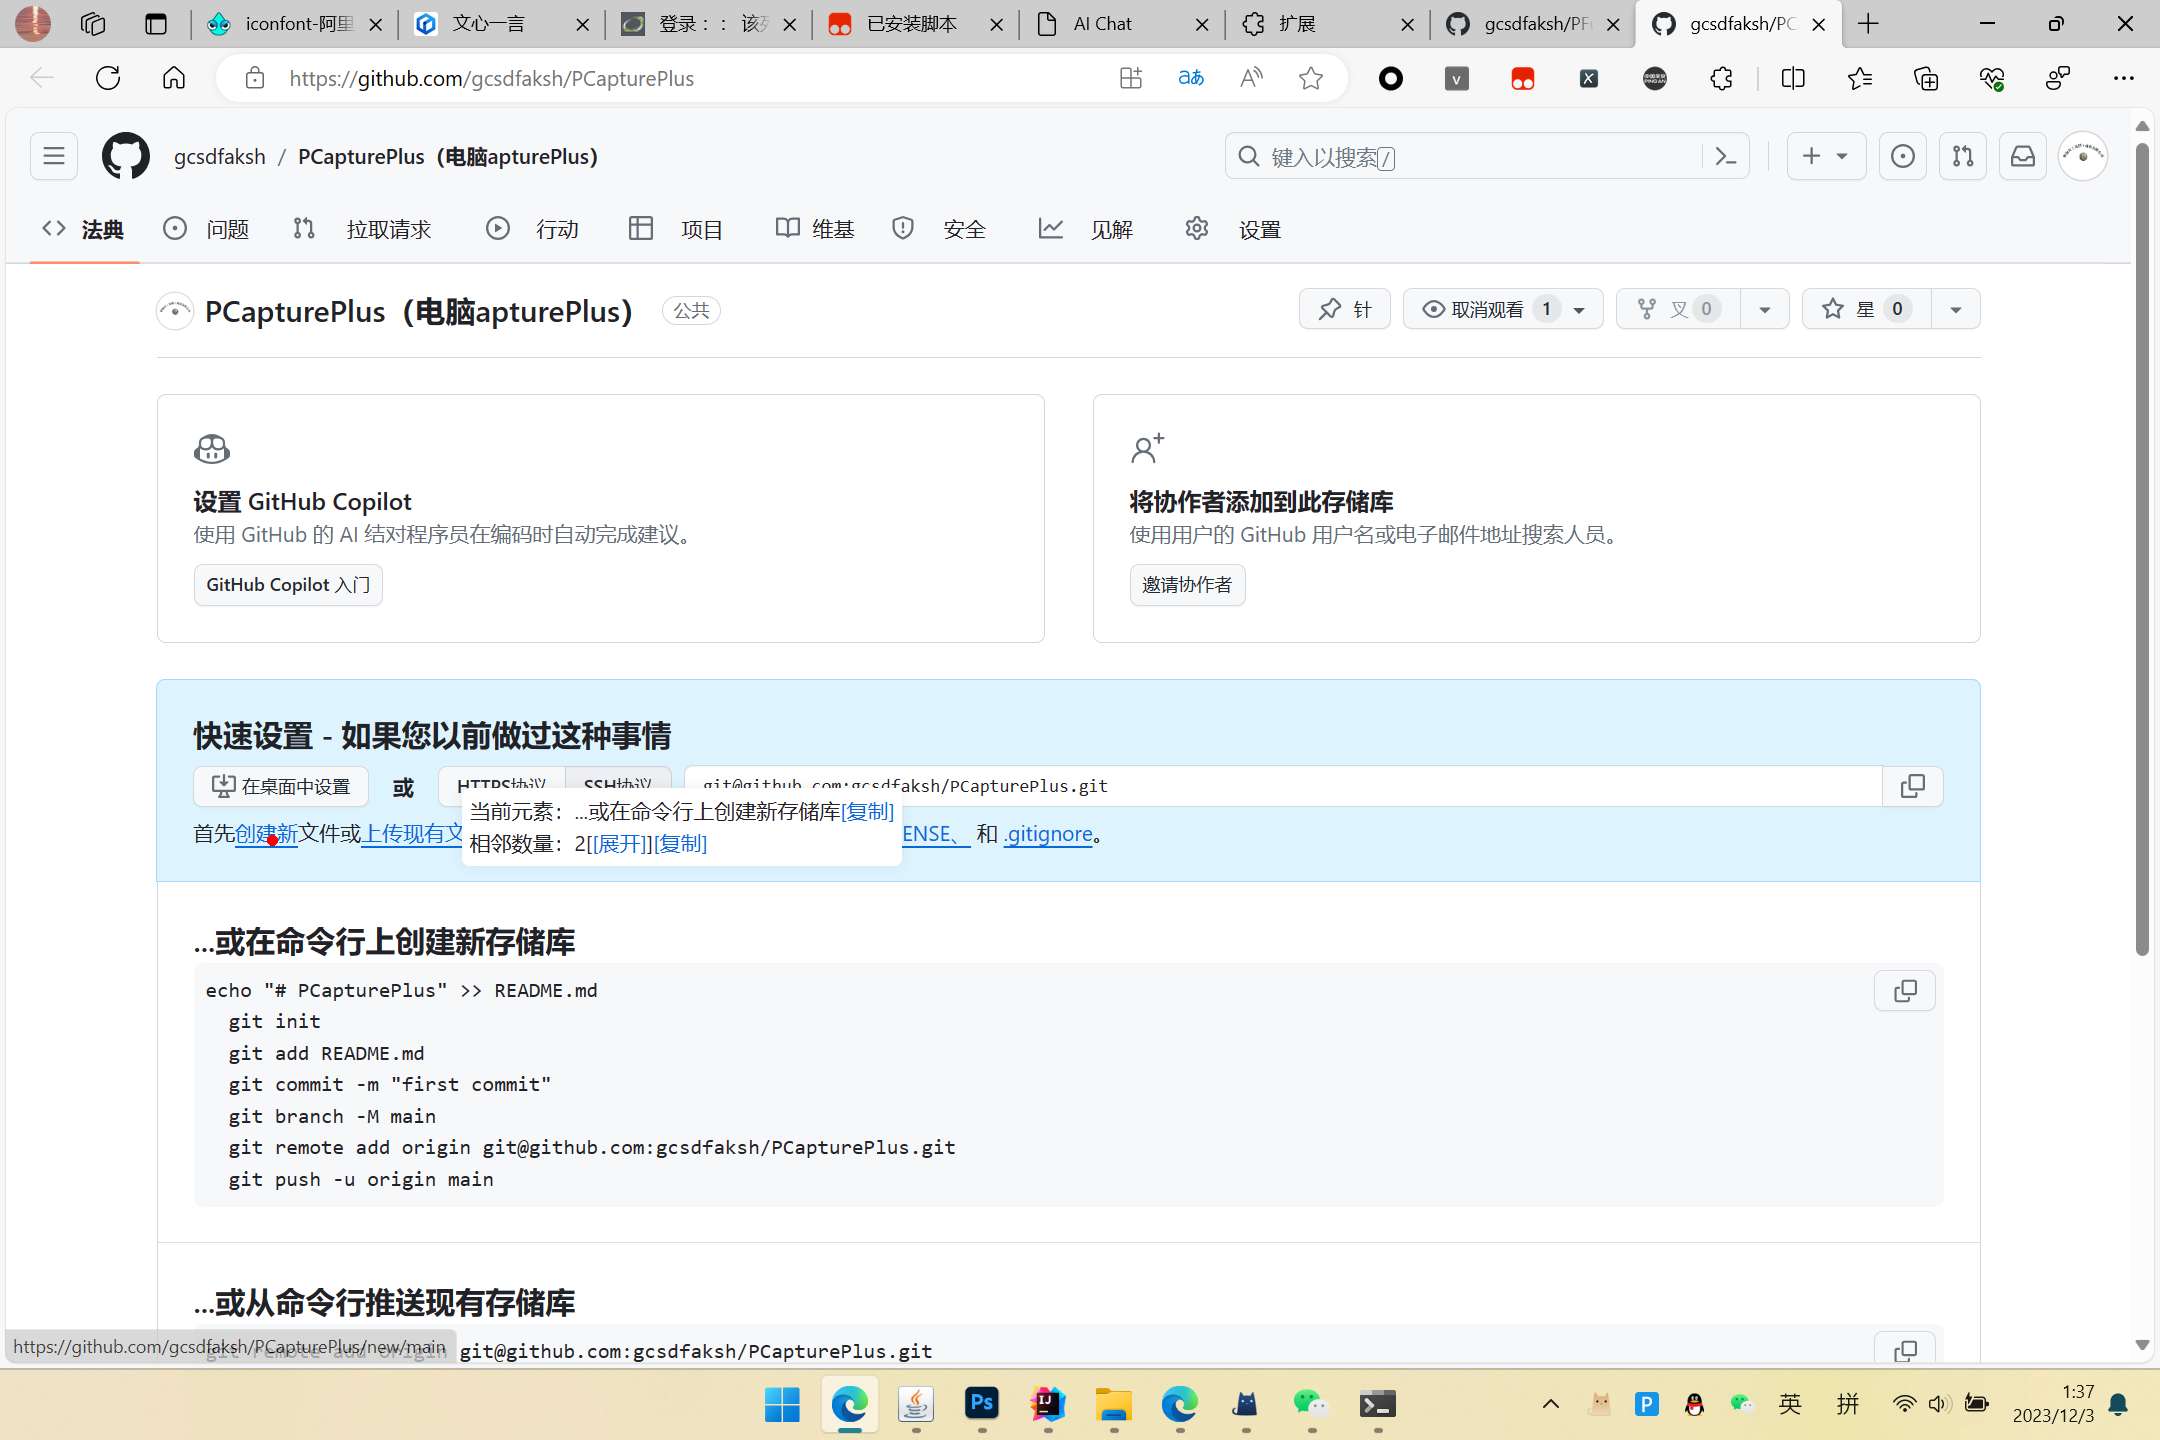 iconfont-阿里
文心一言
登录：：该歹
已安装脚本
AI Chat
扩展
gcsdfaksh/PF
gcsdfaksh/PC
https://github.com/gcsdfaksh/PCapturePlus
gcsdfaksh / PCapturePlus（电脑apturePlus）
键入以搜索/
法典
问题
拉取请求
行动
项目
维基
安全
见解
设置
PCapturePlus（电脑apturePlus）
公共
针
取消观看 1
叉 0
星 0
设置 GitHub Copilot
使用 GitHub 的 AI 结对程序员在编码时自动完成建议。
GitHub Copilot 入门
将协作者添加到此存储库
使用用户的 GitHub 用户名或电子邮件地址搜索人员。
邀请协作者
快速设置 - 如果您以前做过这种事情
在桌面中设置
或
HTTPS协议
SSH协议
git@github.com:gcsdfaksh/PCapturePlus.git
当前元素：...或在命令行上创建新存储库[复制]
首先创建新文件或上传现有文
ENSE、 和 .gitignore。
相邻数量：2[[展开]][复制]
...或在命令行上创建新存储库
echo "# PCapturePlus" >> README.md
git init
git add README.md
git commit -m "first commit"
git branch -M main
git remote add origin git@github.com:gcsdfaksh/PCapturePlus.git
git push -u origin main
...或从命令行推送现有存储库
git remote add origin git@github.com:gcsdfaksh/PCapturePlus.git
https://github.com/gcsdfaksh/PCapturePlus/new/main
英
拼
1:37
2023/12/3